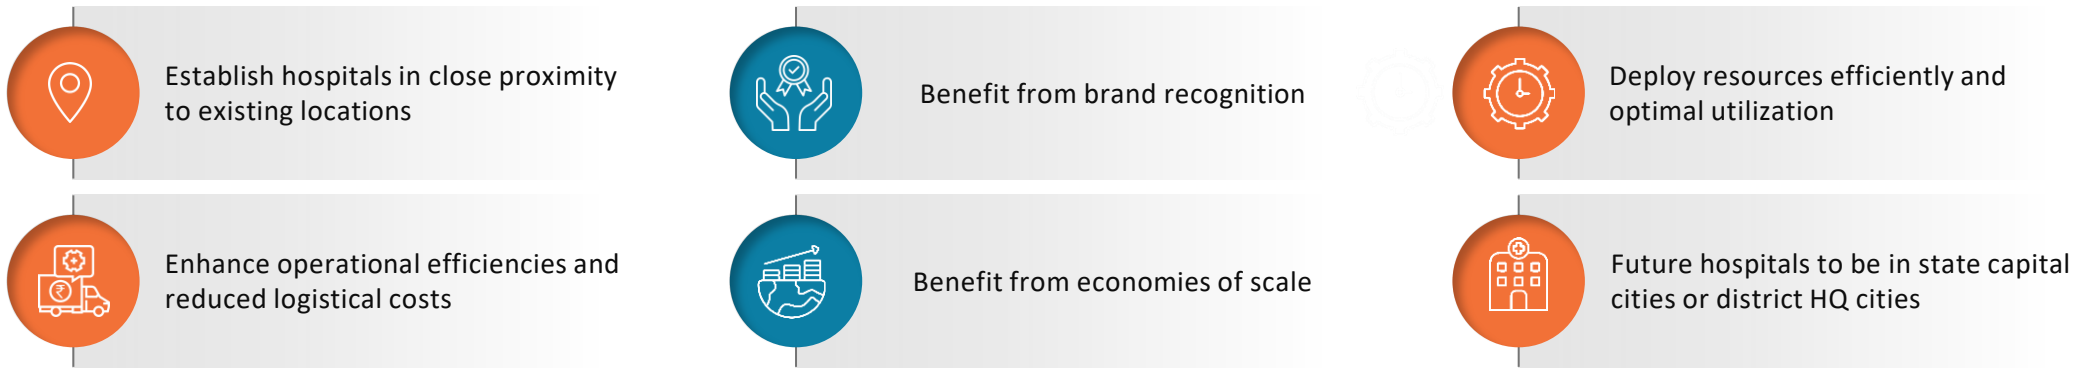 Establish hospitals in close proximity
to existing locations
Benefit from brand recognition
Deploy resources efficiently and
optimal utilization
Enhance operational efficiencies and
reduced logistical costs
₹
Benefit from economies of scale
Future hospitals to be in state capital
cities or district HQ cities